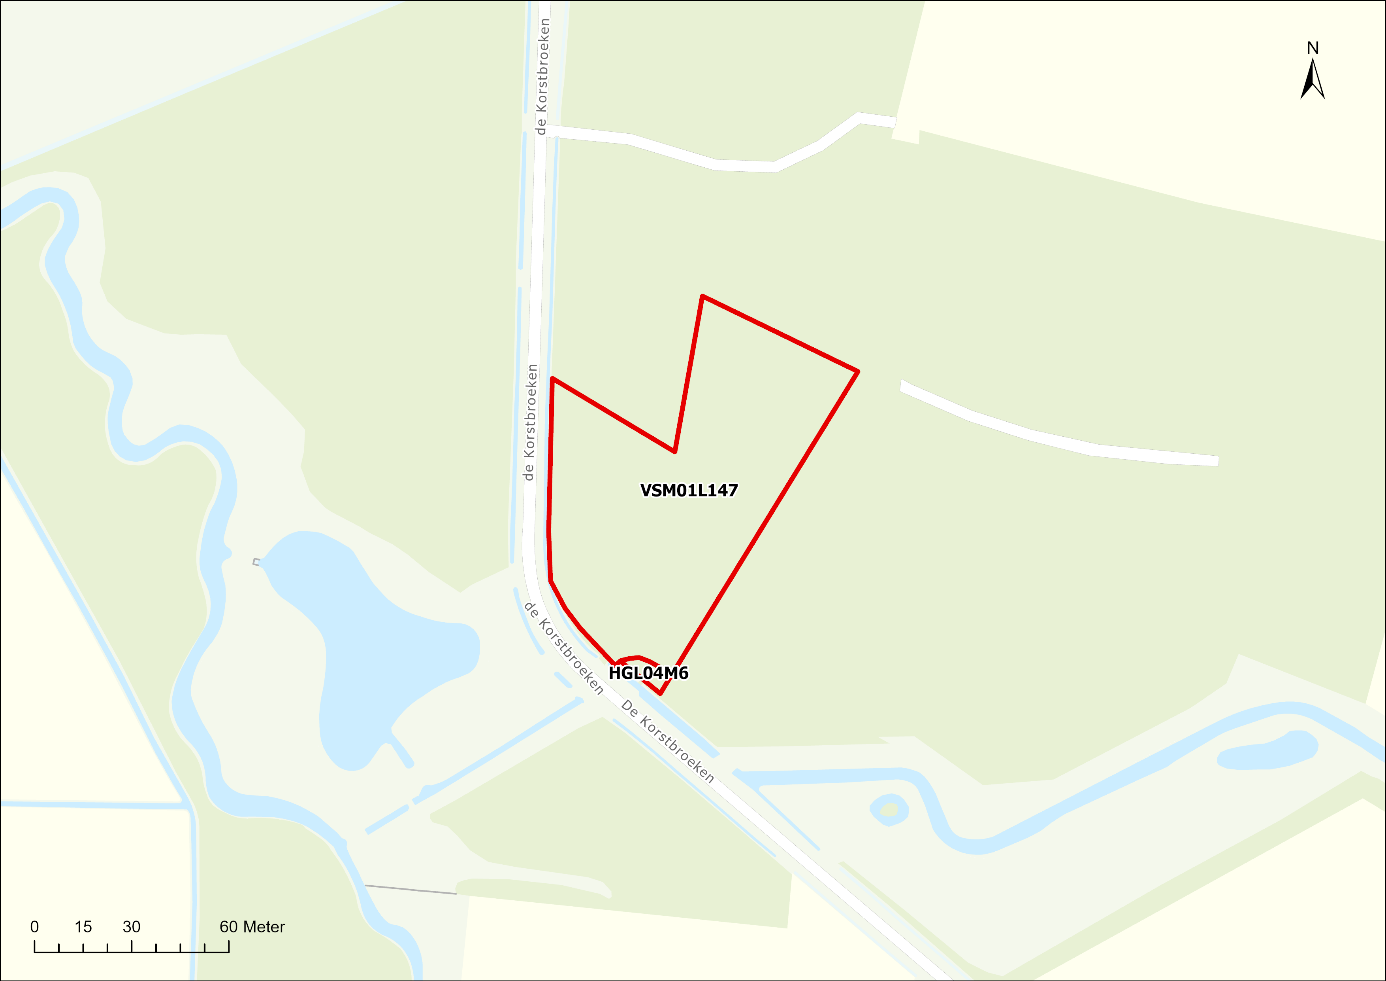 N
de Korstbroeken
de Korstbroeken
VSM01L147
de Korstbroeken
HGL04M6
De Korstbroeken
0 15 30 60 Meter